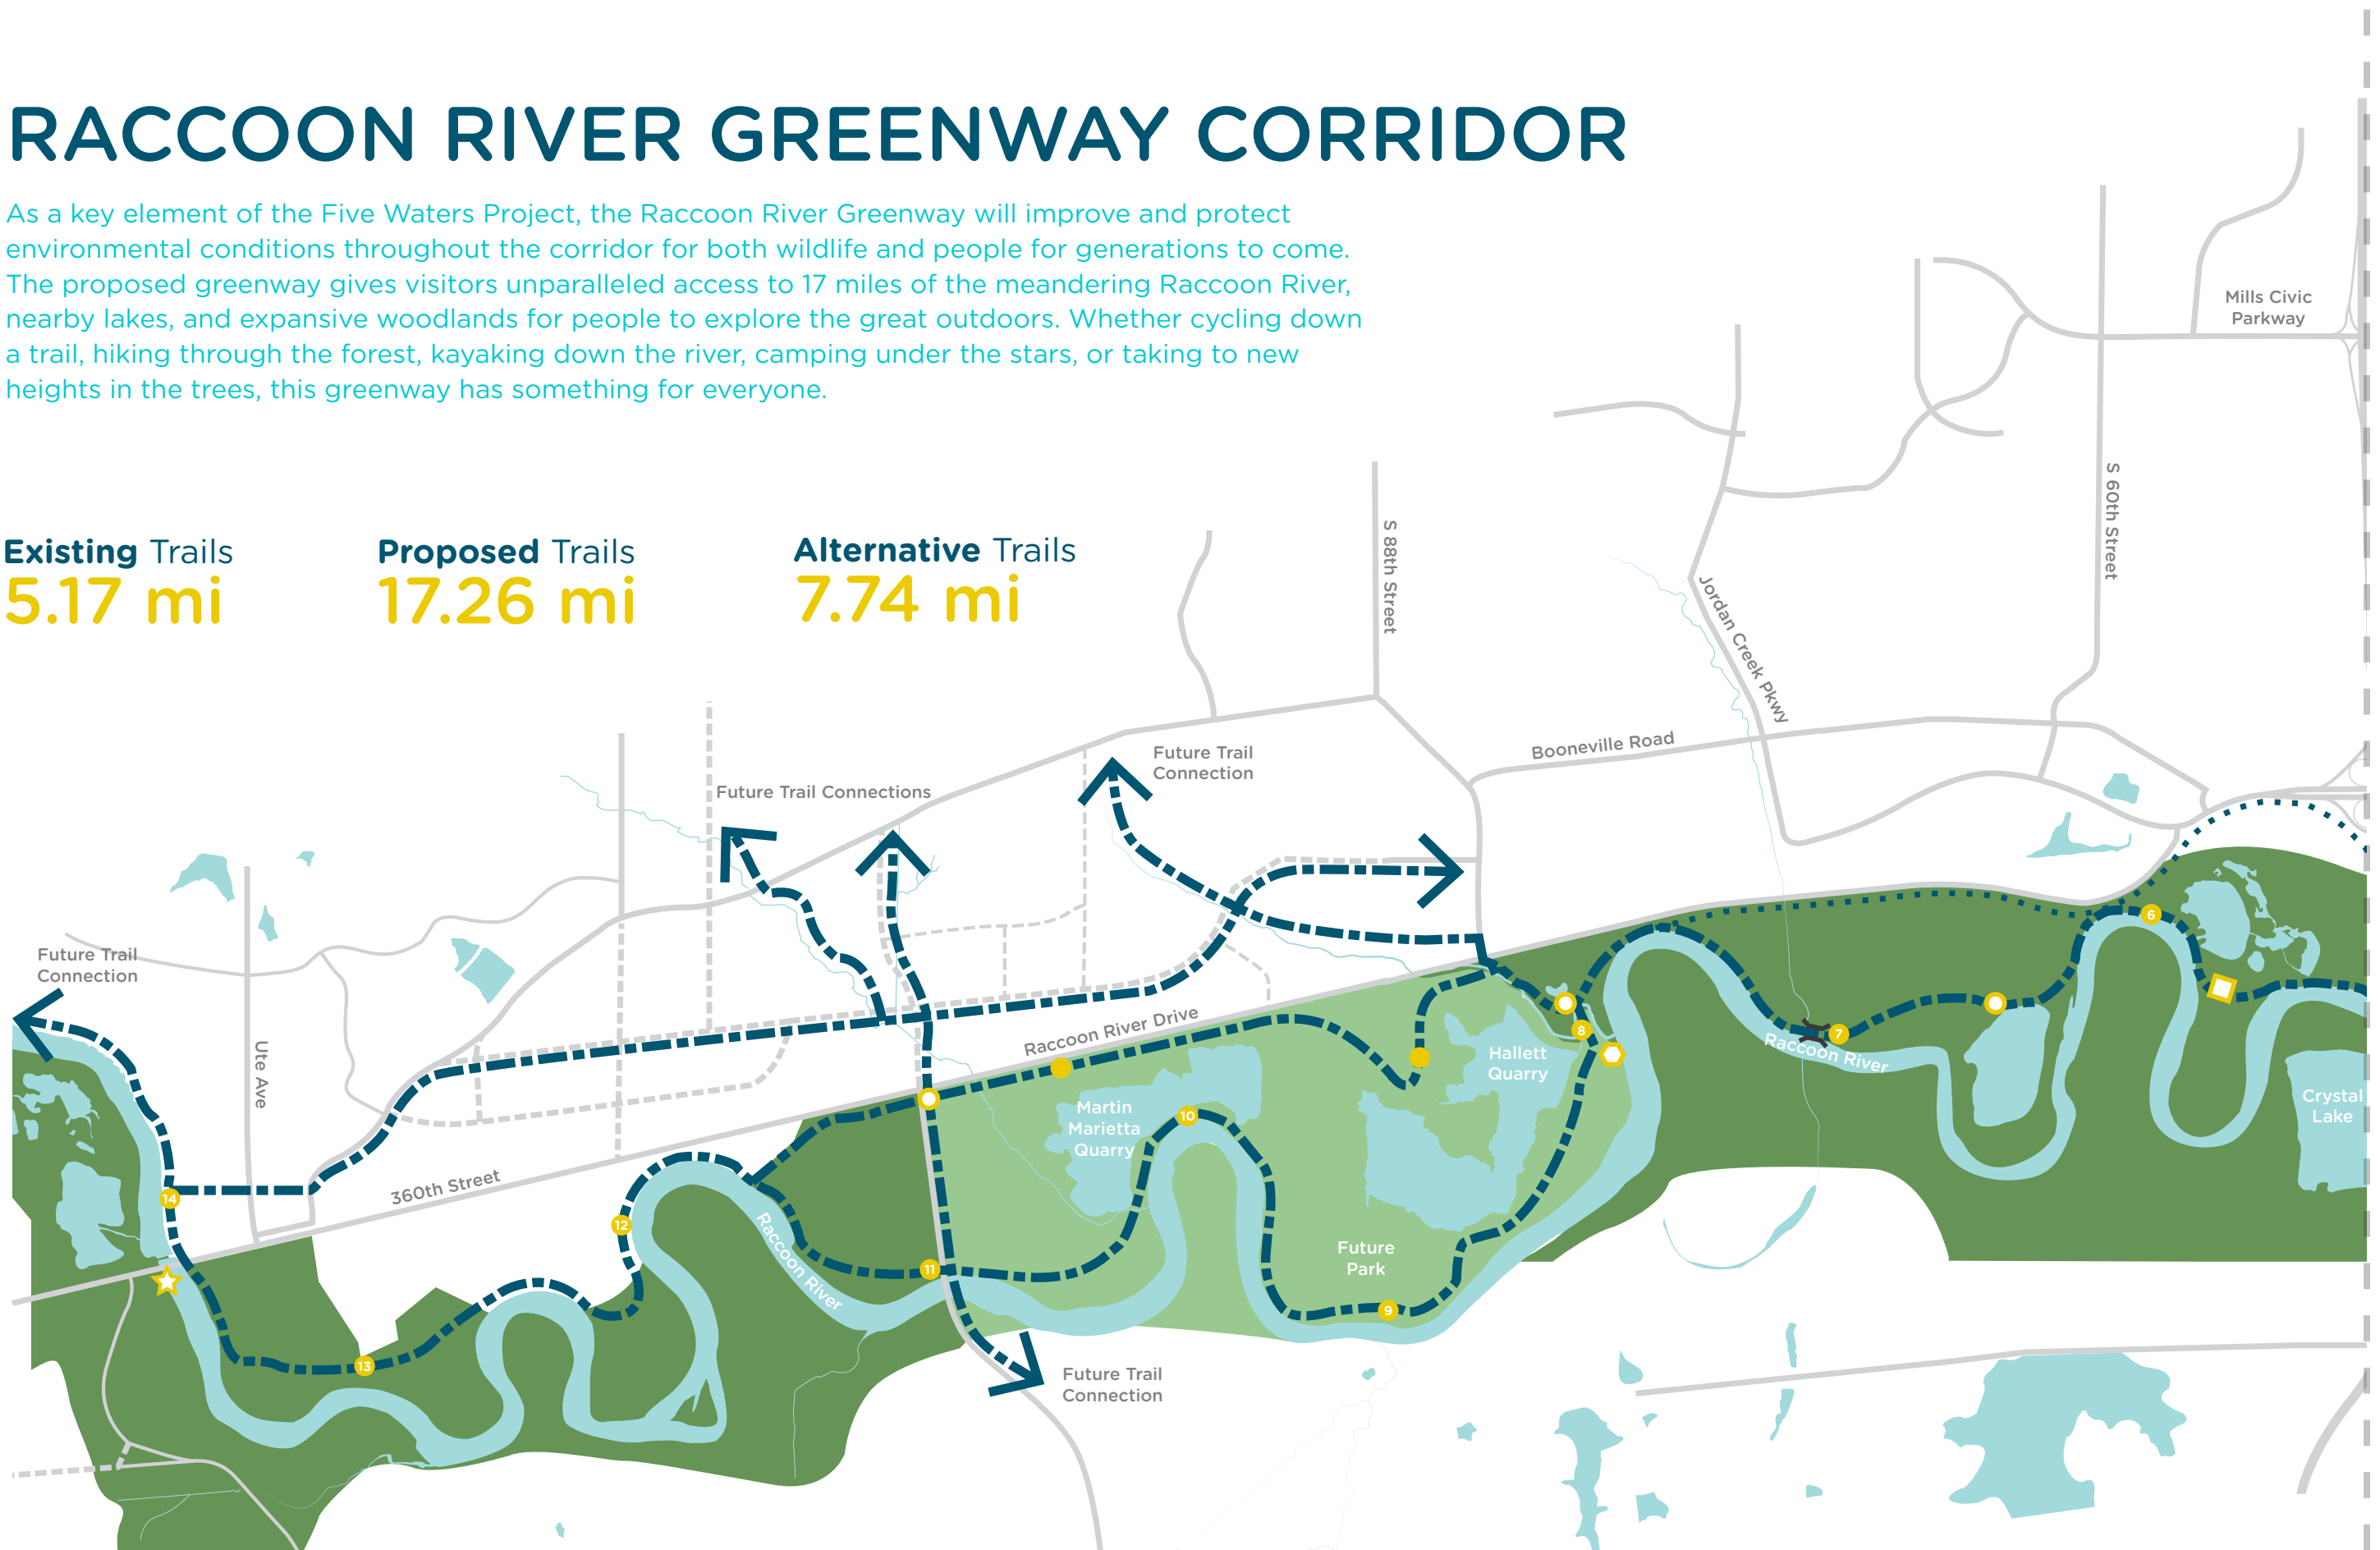 RACCOON RIVER GREENWAY CORRIDOR
As a key element of the Five Waters Project, the Raccoon River Greenway will improve and protect
environmental conditions throughout the corridor for both wildlife and people for generations to come.
The proposed greenway gives visitors unparalleled access to 17 miles of the meandering Raccoon River,
nearby lakes, and expansive woodlands for people to explore the great outdoors. Whether cycling down
a trail, hiking through the forest, kayaking down the river, camping under the stars, or taking to new
heights in the trees, this greenway has something for everyone.
Existing Trails
5.17 mi
Proposed Trails
17.26 mi
Alternative Trails
7.74 mi
Mills Civic
Parkway
S 60th Street
S 88th Street
Jordan Creek Pkwy
Booneville Road
Future Trail
Connection
Future Trail Connections
Future Trail
Connection
Ute Ave
Raccoon River Drive
360th Street
Hallett
Quarry
Martin
Marietta
Quarry
Future
Park
Crystal
Lake
Raccoon River
Raccoon River
Future Trail
Connection
6
7
8
9
10
11
12
13
14